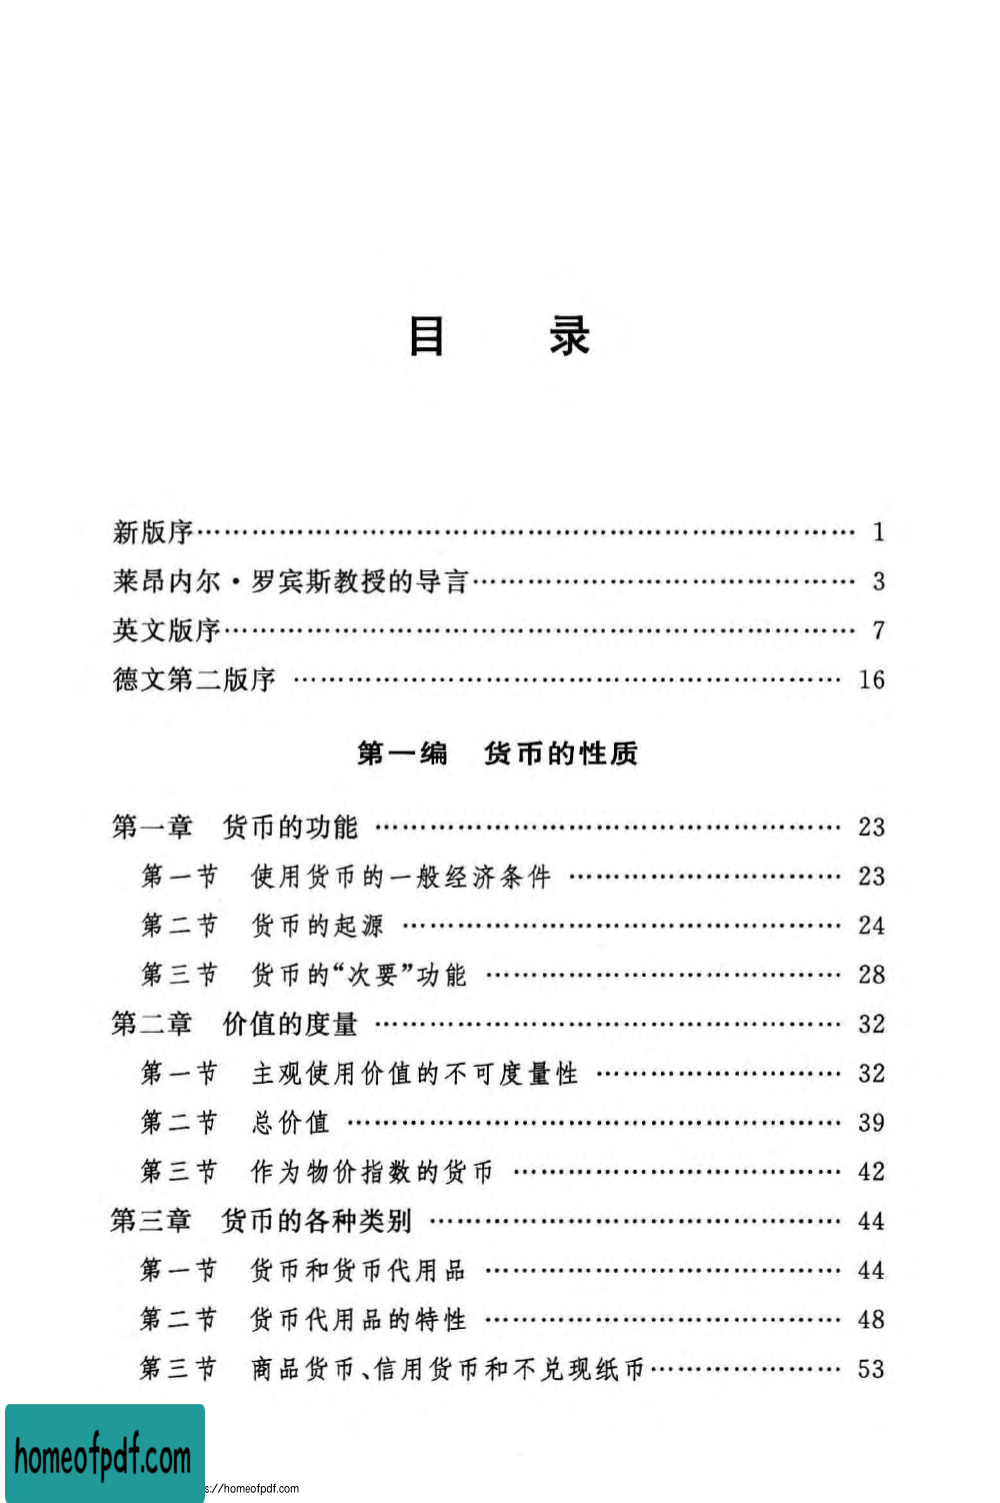 目 录
新版序…………………………………………………………… 1
莱昂内尔·罗宾斯教授的导言…………………………………… 3
英文版序………………………………………………………… 7
德文第二版序 ………………………………………………… 16
第一编 货币的性质
第一章 货币的功能 ………………………………………… 23
第一节 使用货币的一般经济条件 ………………………… 23
第二节 货币的起源 ………………………………………… 24
第三节 货币的“次要”功能 ………………………………… 28
第二章 价值的度量 ………………………………………… 32
第一节 主观使用价值的不可度量性 ……………………… 32
第二节 总价值 ……………………………………………… 39
第三节 作为物价指数的货币 ……………………………… 42
第三章 货币的各种类别 …………………………………… 44
第一节 货币和货币代用品 ………………………………… 44
第二节 货币代用品的特性 ………………………………… 48
第三节 商品货币、信用货币和不兑现纸币………………… 53
homeofpdf.com
s://homeofpdf.com